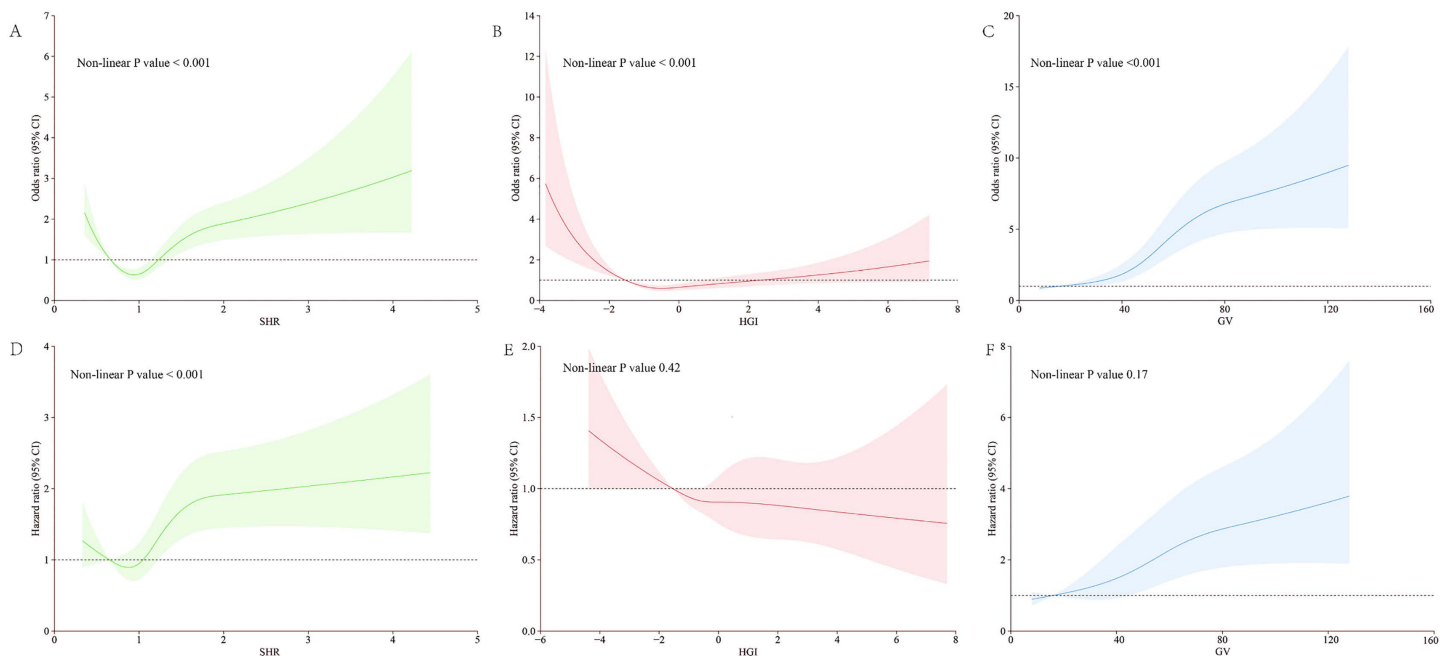 A
Non-linear P value < 0.001
Odds ratio (95% CI)
7
6
5
4
3
2
1
0
0 1 2 3 4 5
SHR
B
Non-linear P value < 0.001
Odds ratio (95% CI)
14
12
10
8
6
4
2
0
−4 −2 0 2 4 6 8
HGI
C
Non-linear P value <0.001
Odds ratio (95% CI)
20
15
10
5
0
0 40 80 120 160
GV
D
Non-linear P value < 0.001
Hazard ratio (95% CI)
4
3
2
1
0
0 1 2 3 4 5
SHR
E
Non-linear P value 0.42
Hazard ratio (95% CI)
2.0
1.5
1.0
0.5
0.0
−6 −4 −2 0 2 4 6 8
HGI
F
Non-linear P value 0.17
Hazard ratio (95% CI)
8
6
4
2
0
0 40 80 120 160
GV